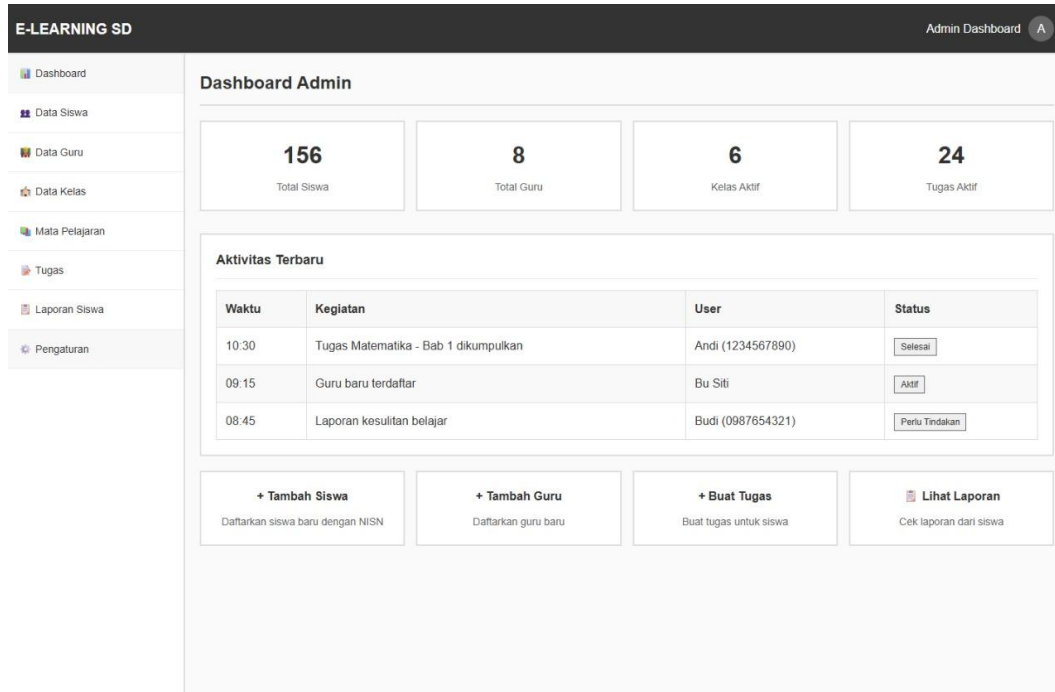 E-LEARNING SD
Admin Dashboard A
Dashboard
Data Siswa
Data Guru
Data Kelas
Mata Pelajaran
Tugas
Laporan Siswa
Pengaturan
Dashboard Admin
156
Total Siswa
8
Total Guru
6
Kelas Aktif
24
Tugas Aktif
Aktivitas Terbaru
Waktu Kegiatan User Status
10:30 Tugas Matematika - Bab 1 dikumpulkan Andi (1234567890) Selesai
09:15 Guru baru terdaftar Bu Siti Aktif
08:45 Laporan kesulitan belajar Budi (0987654321) Perlu Tindakan
+ Tambah Siswa
Daftarkan siswa baru dengan NISN
+ Tambah Guru
Daftarkan guru baru
+ Buat Tugas
Buat tugas untuk siswa
Lihat Laporan
Cek laporan dari siswa